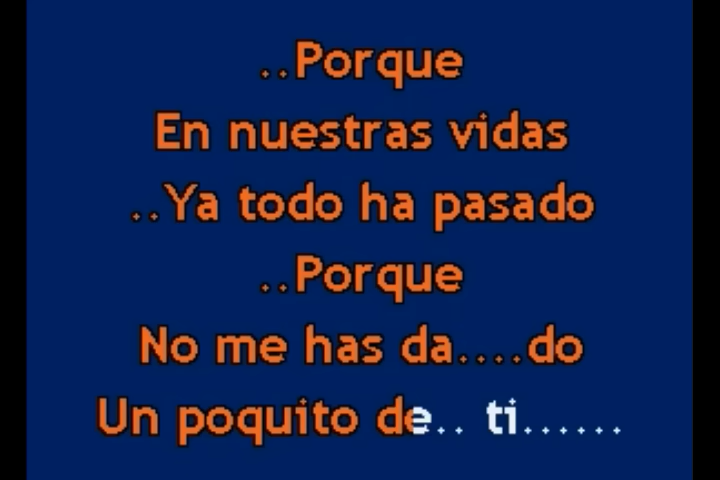 ..Porque
En nuestras vidas
..Ya todo ha pasado
..Porque
No me has da....do
Un poquito de.. ti......